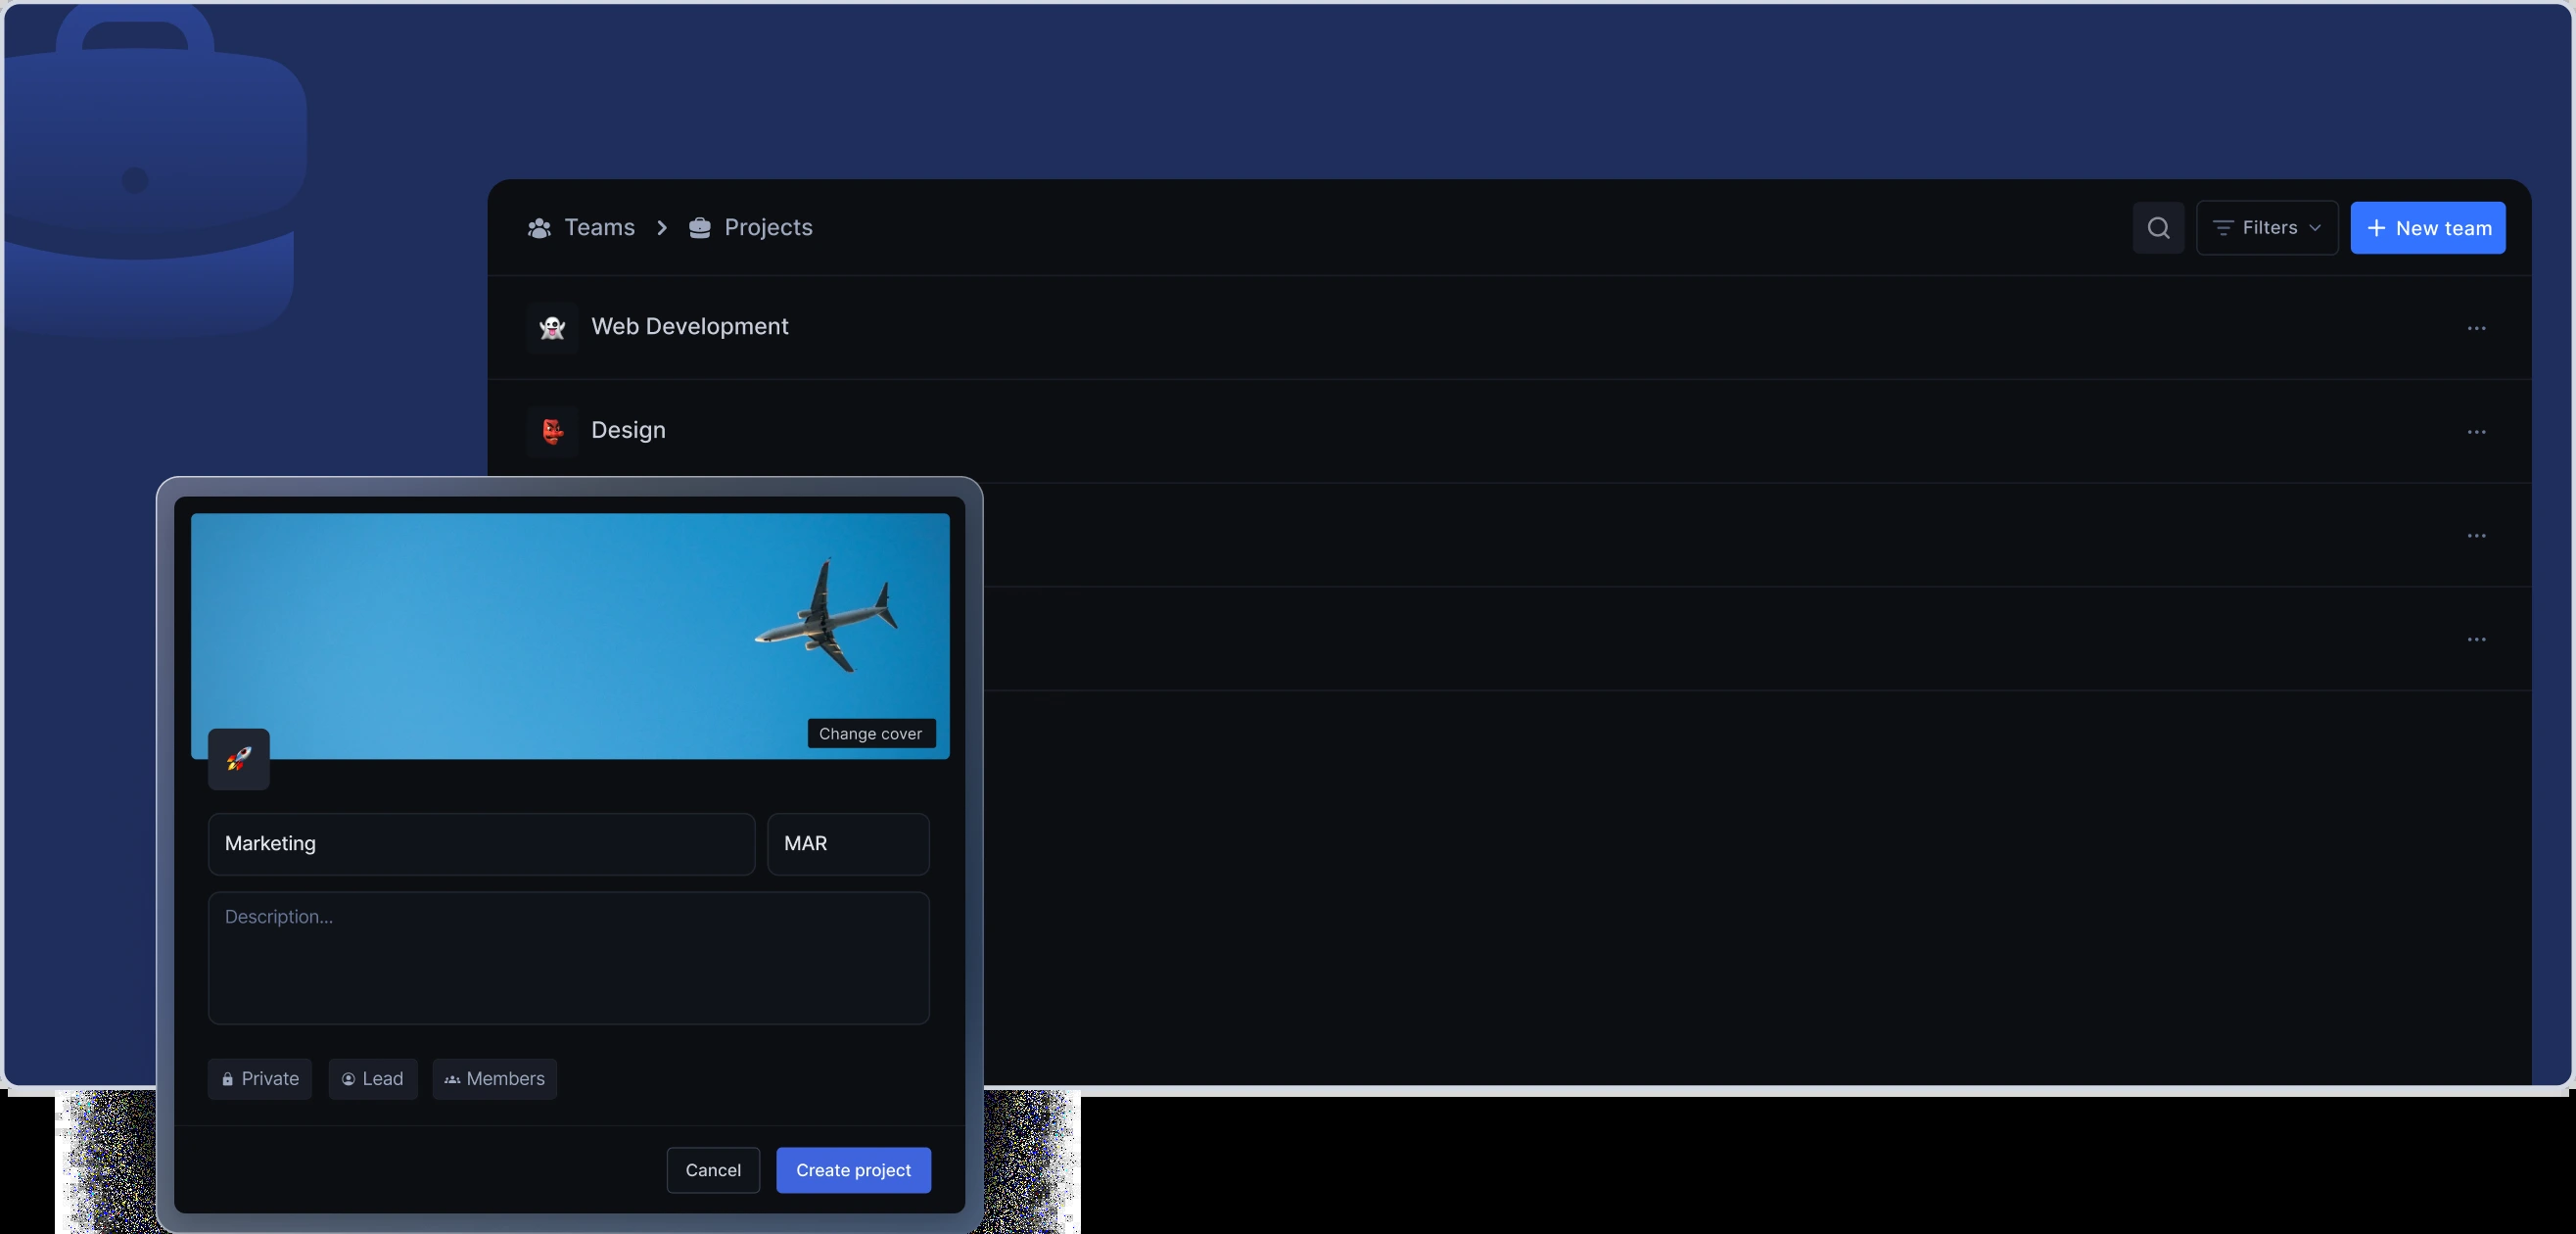 Teams Projects
Filters
New team
Web Development
Design
Change cover
Marketing
MAR
Description...
Private
Lead
Members
Cancel
Create project